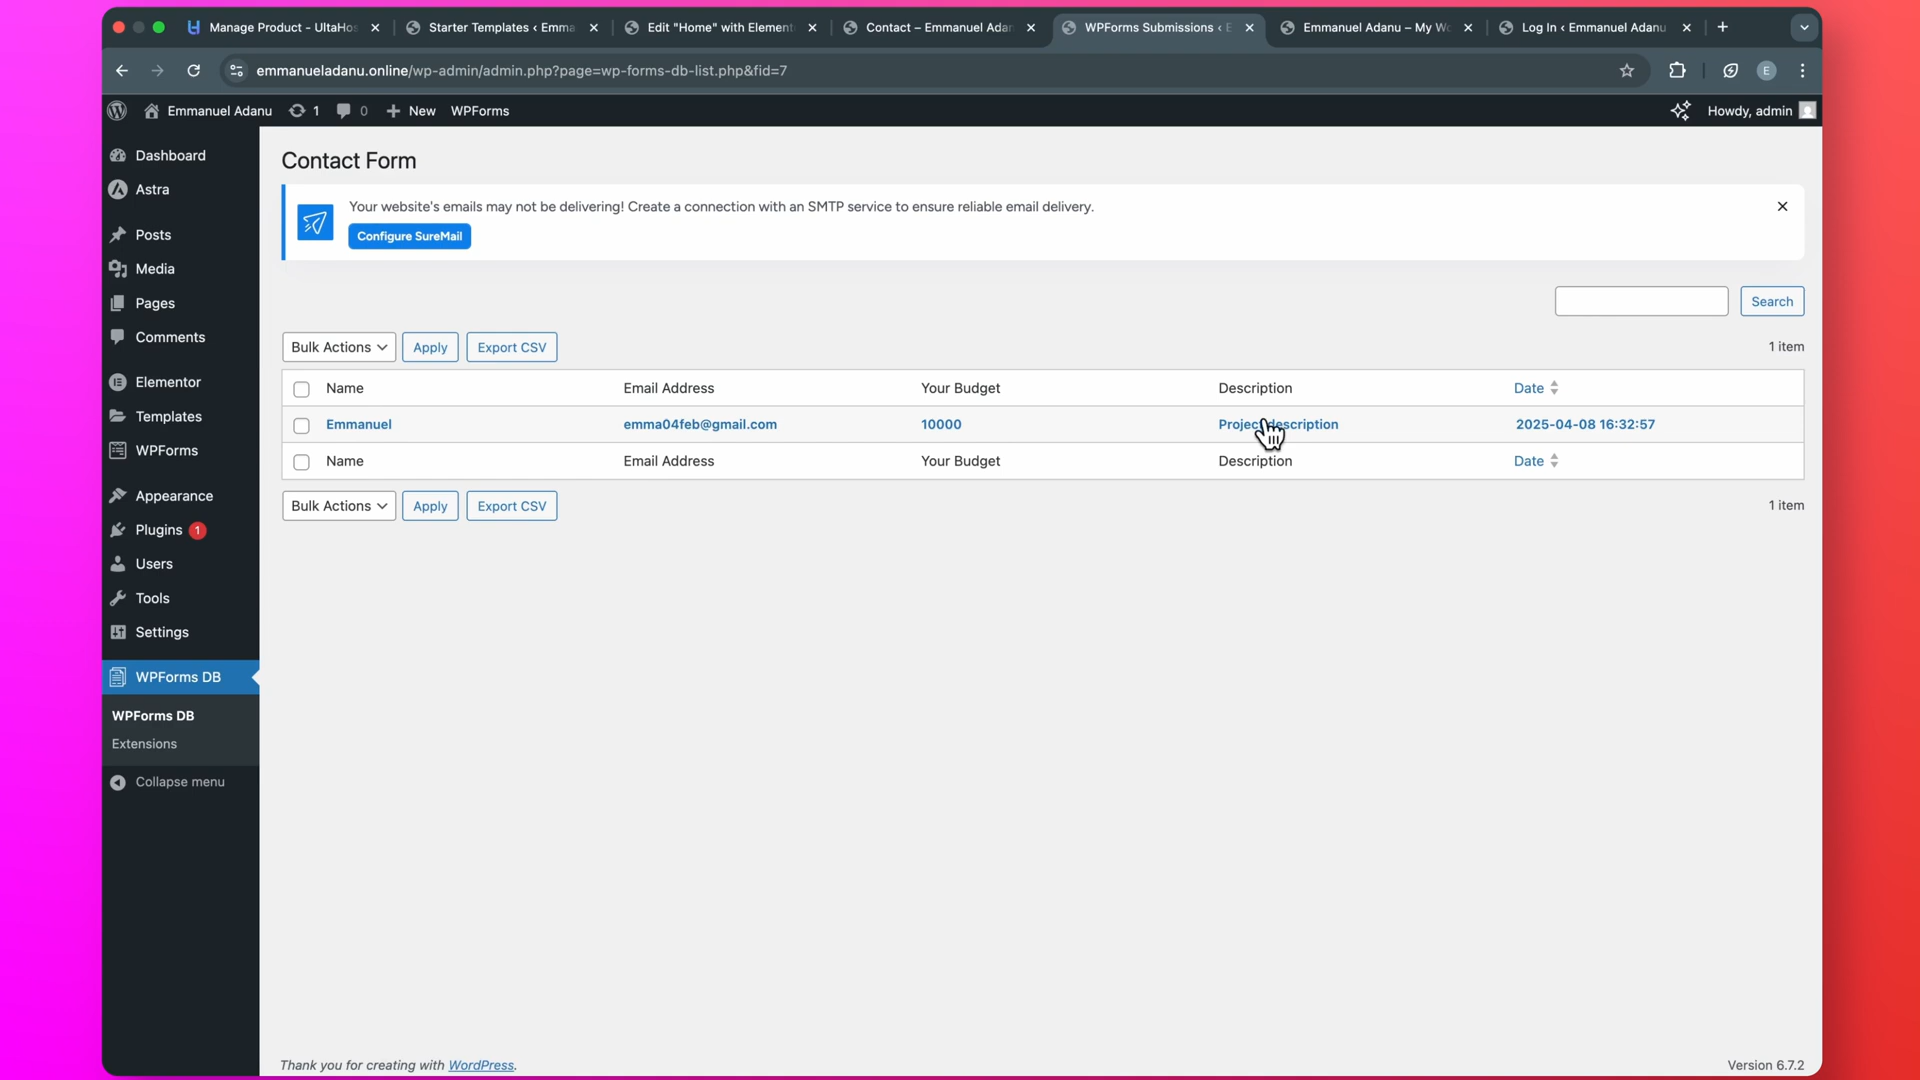 Manage Product - UltaHos
Starter Templates ‹ Emma
Edit "Home" with Element
Contact – Emmanuel Adan
WPForms Submissions ‹ E
Emmanuel Adanu – My Wo
Log In ‹ Emmanuel Adanu
emmanueladanu.online/wp-admin/admin.php?page=wp-forms-db-list.php&fid=7
E
Emmanuel Adanu
1
0
New
WPForms
Howdy, admin
Dashboard
Astra
Posts
Media
Pages
Comments
Elementor
Templates
WPForms
Appearance
Plugins 1
Users
Tools
Settings
WPForms DB
WPForms DB
Extensions
Collapse menu
Contact Form
Your website's emails may not be delivering! Create a connection with an SMTP service to ensure reliable email delivery.
Configure SureMail
Search
Bulk Actions Apply Export CSV 1 item
Name Email Address Your Budget Description Date
Emmanuel emma04feb@gmail.com 10000 Project description 2025-04-08 16:32:57
Name Email Address Your Budget Description Date
Bulk Actions Apply Export CSV 1 item
Thank you for creating with WordPress. Version 6.7.2